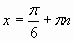 x = π/6 + πn